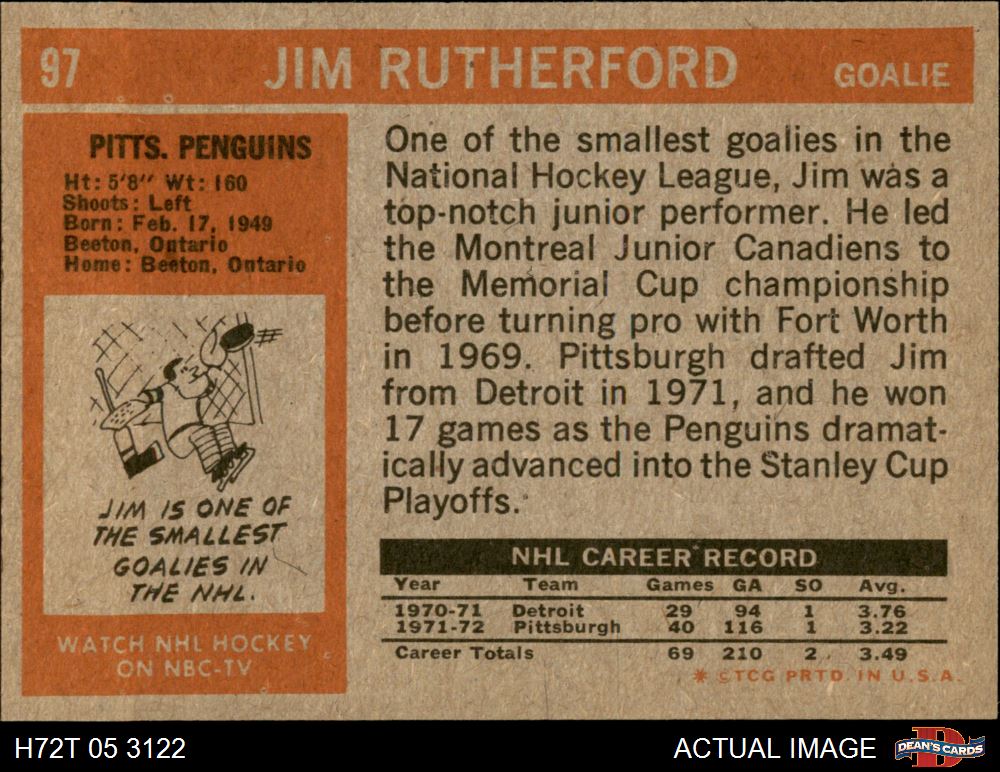 97 JIM RUTHERFORD GOALIE
PITTS. PENGUINS
Ht: 5'8" Wt: 160
Shoots: Left
Born: Feb. 17, 1949
Beeton, Ontario
Home: Beeton, Ontario
JIM IS ONE OF
THE SMALLEST
GOALIES IN
THE NHL.
WATCH NHL HOCKEY
ON NBC-TV
One of the smallest goalies in the
National Hockey League, Jim was a
top-notch junior performer. He led
the Montreal Junior Canadiens to
the Memorial Cup championship
before turning pro with Fort Worth
in 1969. Pittsburgh drafted Jim
from Detroit in 1971, and he won
17 games as the Penguins dramat-
ically advanced into the Stanley Cup
Playoffs.
NHL CAREER RECORD
Year Team Games GA SO Avg.
1970-71 Detroit 29 94 1 3.76
1971-72 Pittsburgh 40 116 1 3.22
Career Totals 69 210 2 3.49
* ©TCG PRTD. IN U.S.A.
H72T 05 3122 ACTUAL IMAGE DEAN'S CARDS